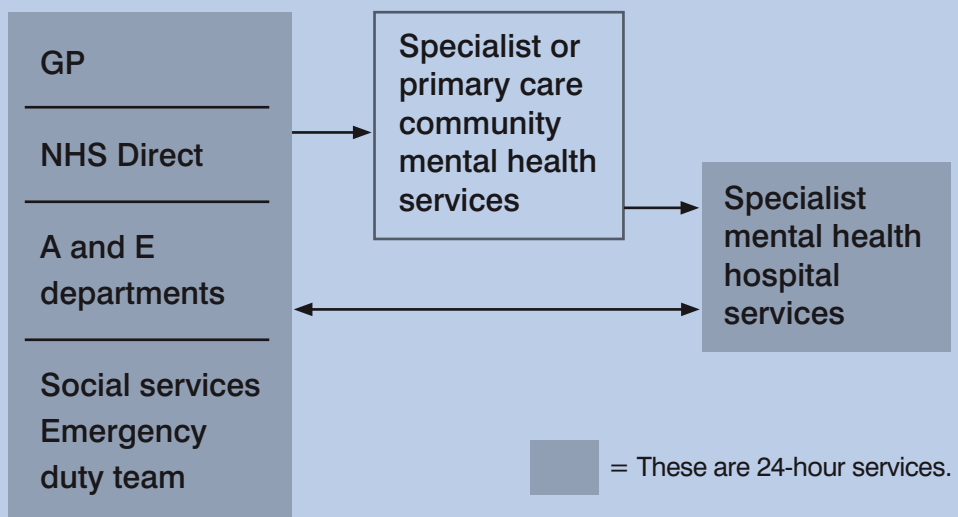 GP
NHS Direct
A and E
departments
Social services
Emergency
duty team
Specialist or
primary care
community
mental health
services
Specialist
mental health
hospital
services
= These are 24-hour services.